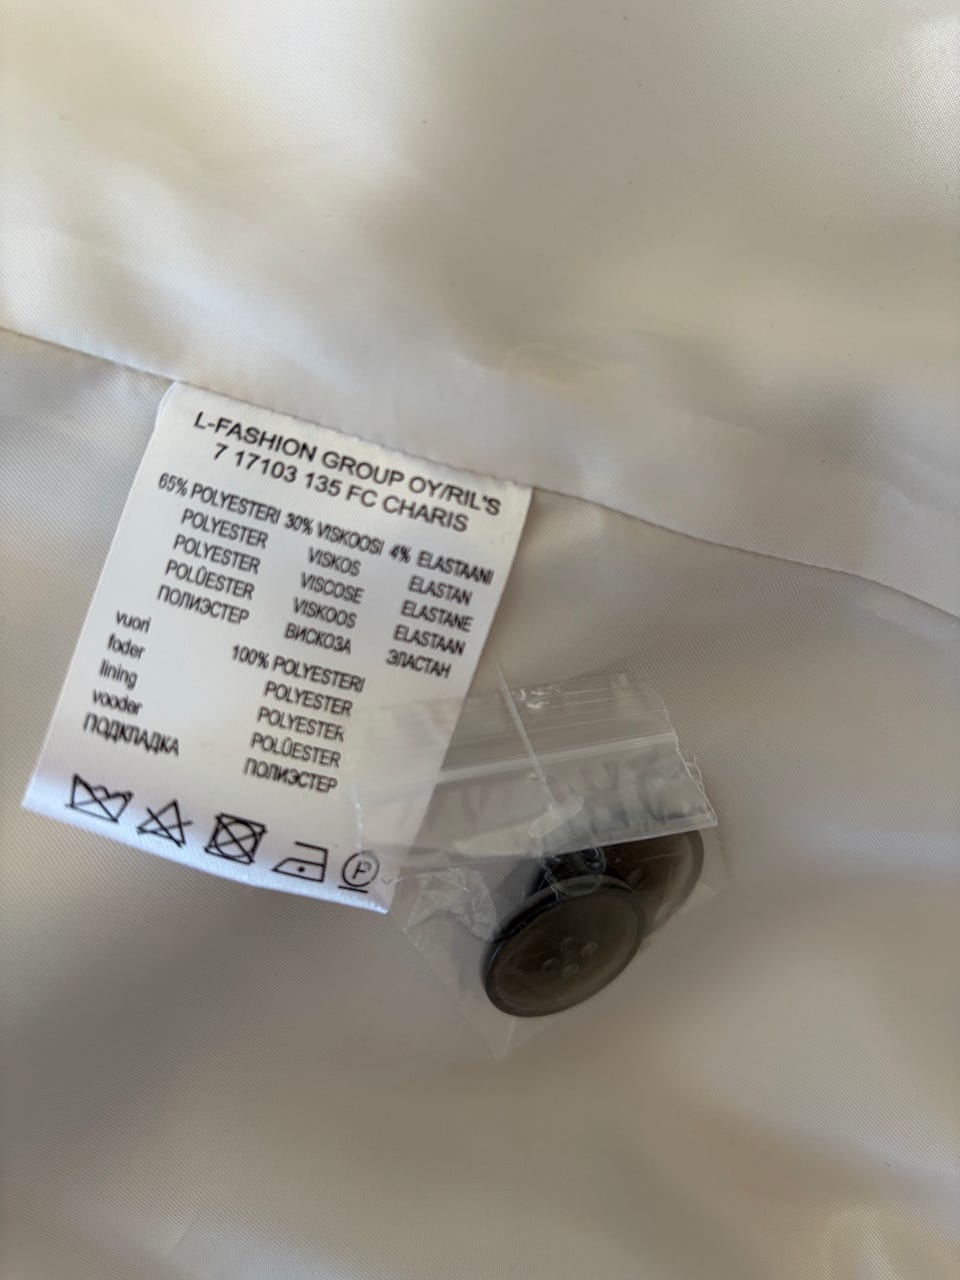 L-FASHION GROUP OY/RIL'S
7 17103 135 FC CHARIS
65% POLYESTERI 30% VISKOOSI 4% ELASTAANI
POLYESTER VISKOS ELASTAN
POLYESTER VISCOSE ELASTANE
POLÜESTER VISKOOS ELASTAAN
ПОЛИЭСТЕР ВИСКОЗА ЭЛАСТАН
vuori 100% POLYESTERI
foder POLYESTER
lining POLYESTER
vooder POLÜESTER
ПОДКЛАДКА ПОЛИЭСТЕР
F